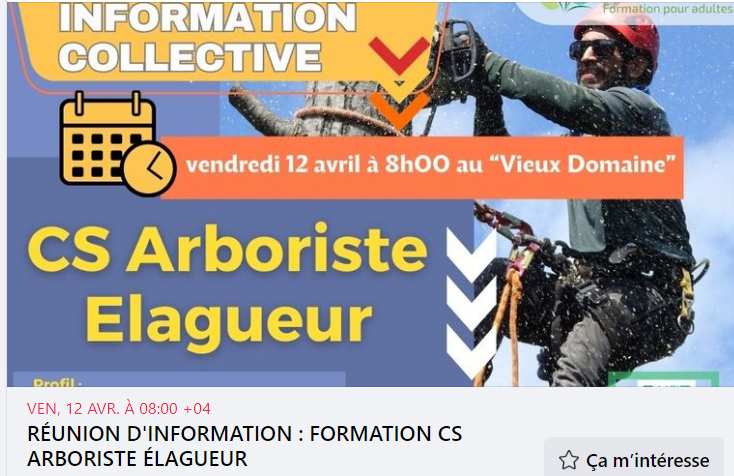 Formation pour adultes
INFORMATION
COLLECTIVE
vendredi 12 avril à 8h00 au “Vieux Domaine”
CS Arboriste
Elagueur
Profil :
VEN, 12 AVR. À 08:00 +04
RÉUNION D'INFORMATION : FORMATION CS
ARBORISTE ÉLAGUEUR
Ça m’intéresse